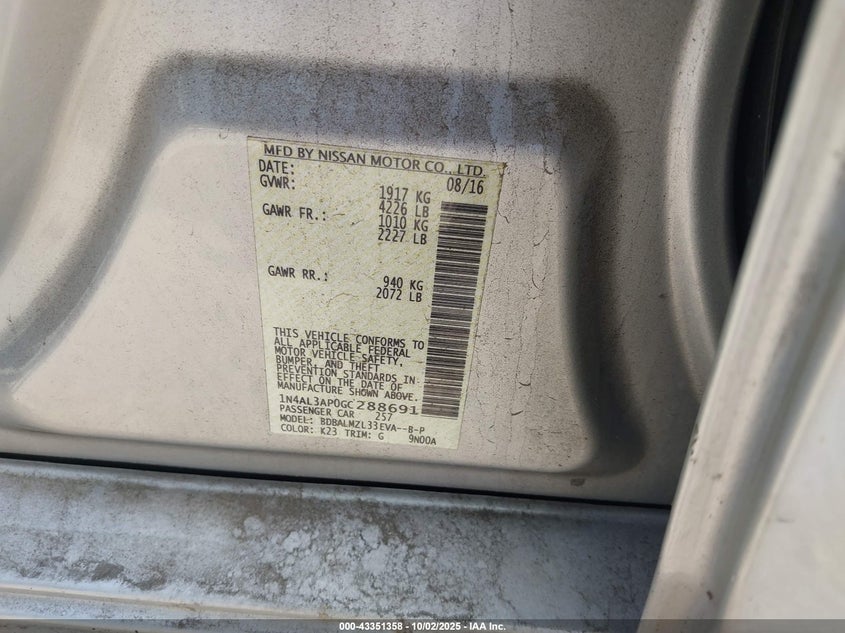 MFD BY NISSAN MOTOR CO., LTD.
DATE: 08/16
GVWR: 1917 KG
4226 LB
GAWR FR.: 1010 KG
2227 LB
GAWR RR.: 940 KG
2072 LB
THIS VEHICLE CONFORMS TO
ALL APPLICABLE FEDERAL
MOTOR VEHICLE SAFETY,
BUMPER, AND THEFT
PREVENTION STANDARDS IN
EFFECT ON THE DATE OF
MANUFACTURE SHOWN ABOVE.
1N4AL3AP0GC288691
PASSENGER CAR 257
MODEL: BDBALMZL33EVA--B-P
COLOR: K23 TRIM: G 9N00A
000-43351358 - 10/02/2025 - IAA Inc.